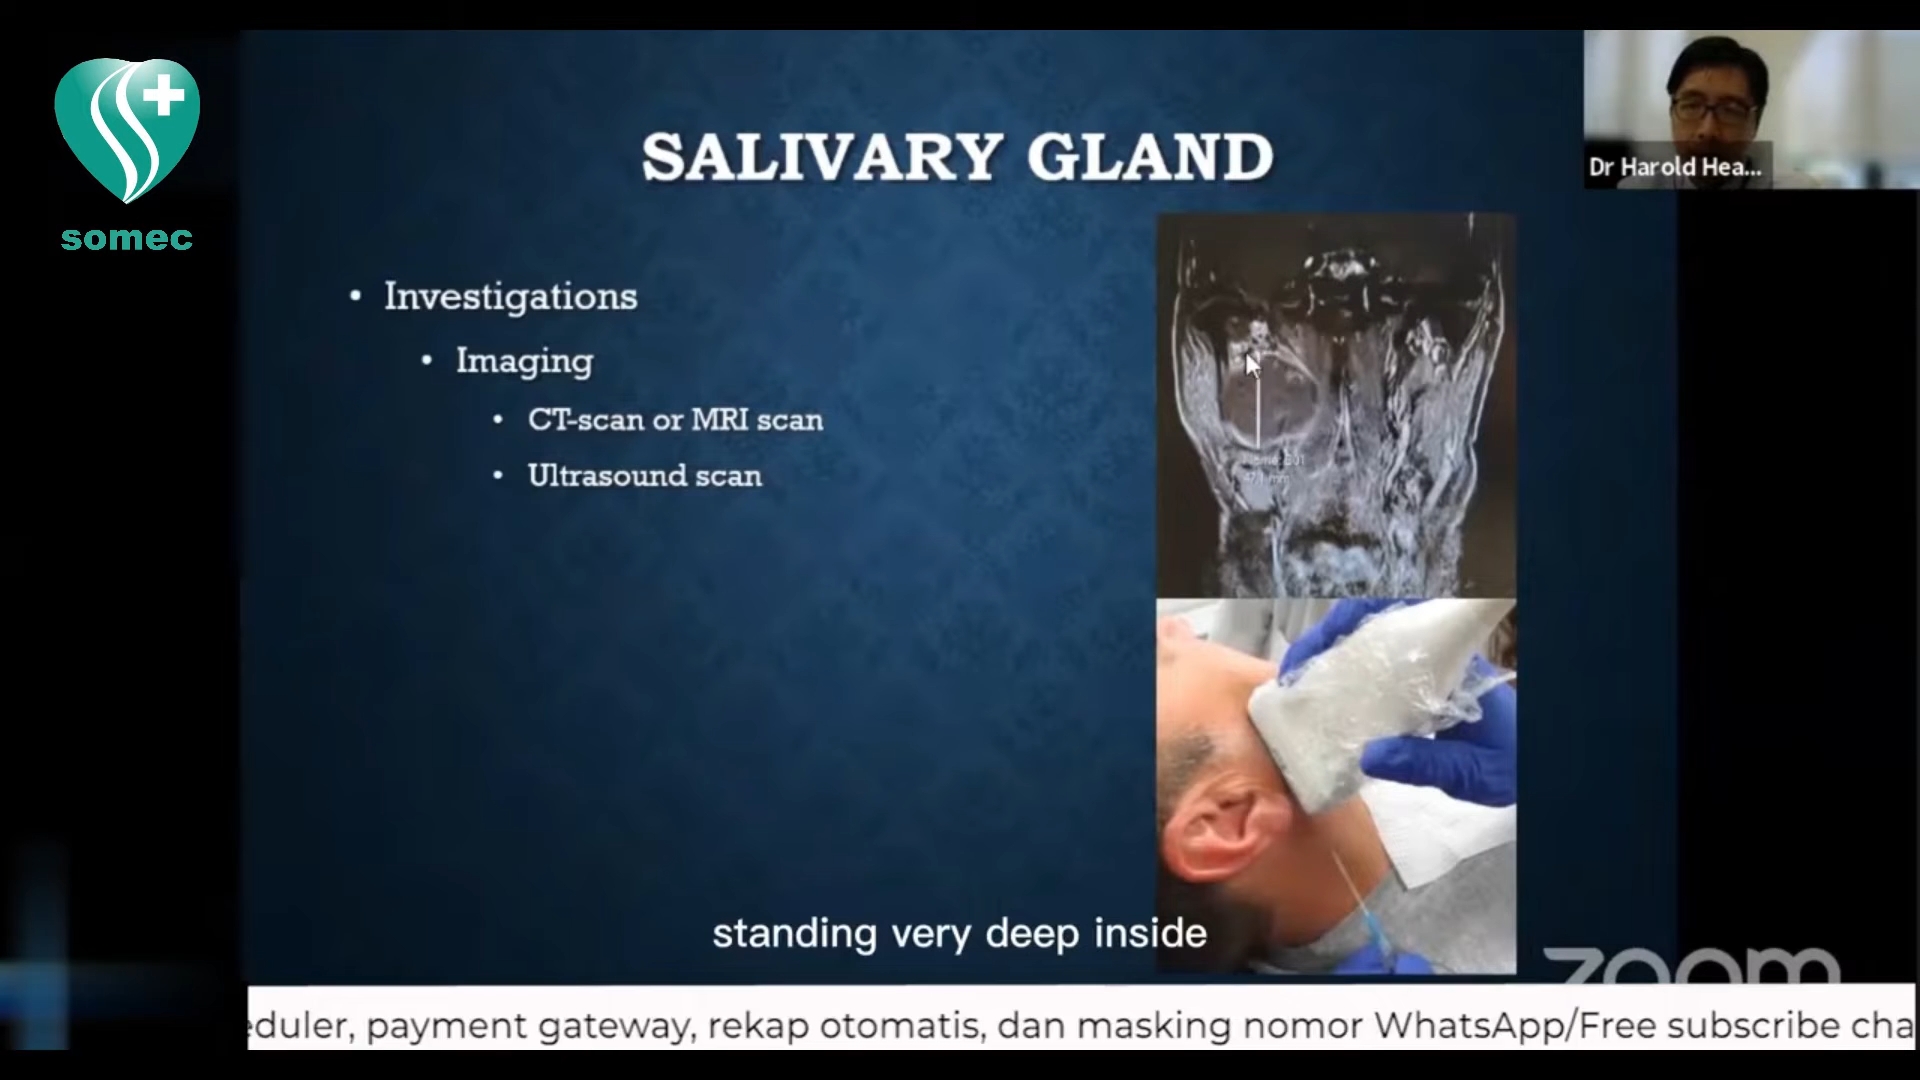 somec
Dr Harold Hea...
SALIVARY GLAND
• Investigations
• Imaging
• CT-scan or MRI scan
• Ultrasound scan
standing very deep inside
zoom
eduler, payment gateway, rekap otomatis, dan masking nomor WhatsApp/Free subscribe cha